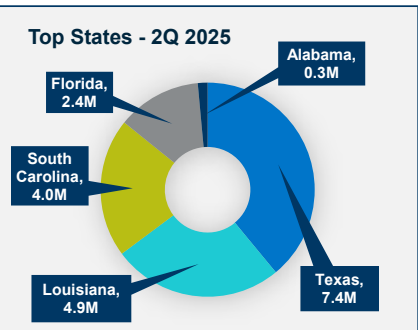 Top States - 2Q 2025
Alabama,
0.3M
Florida,
2.4M
South
Carolina,
4.0M
Louisiana,
4.9M
Texas,
7.4M